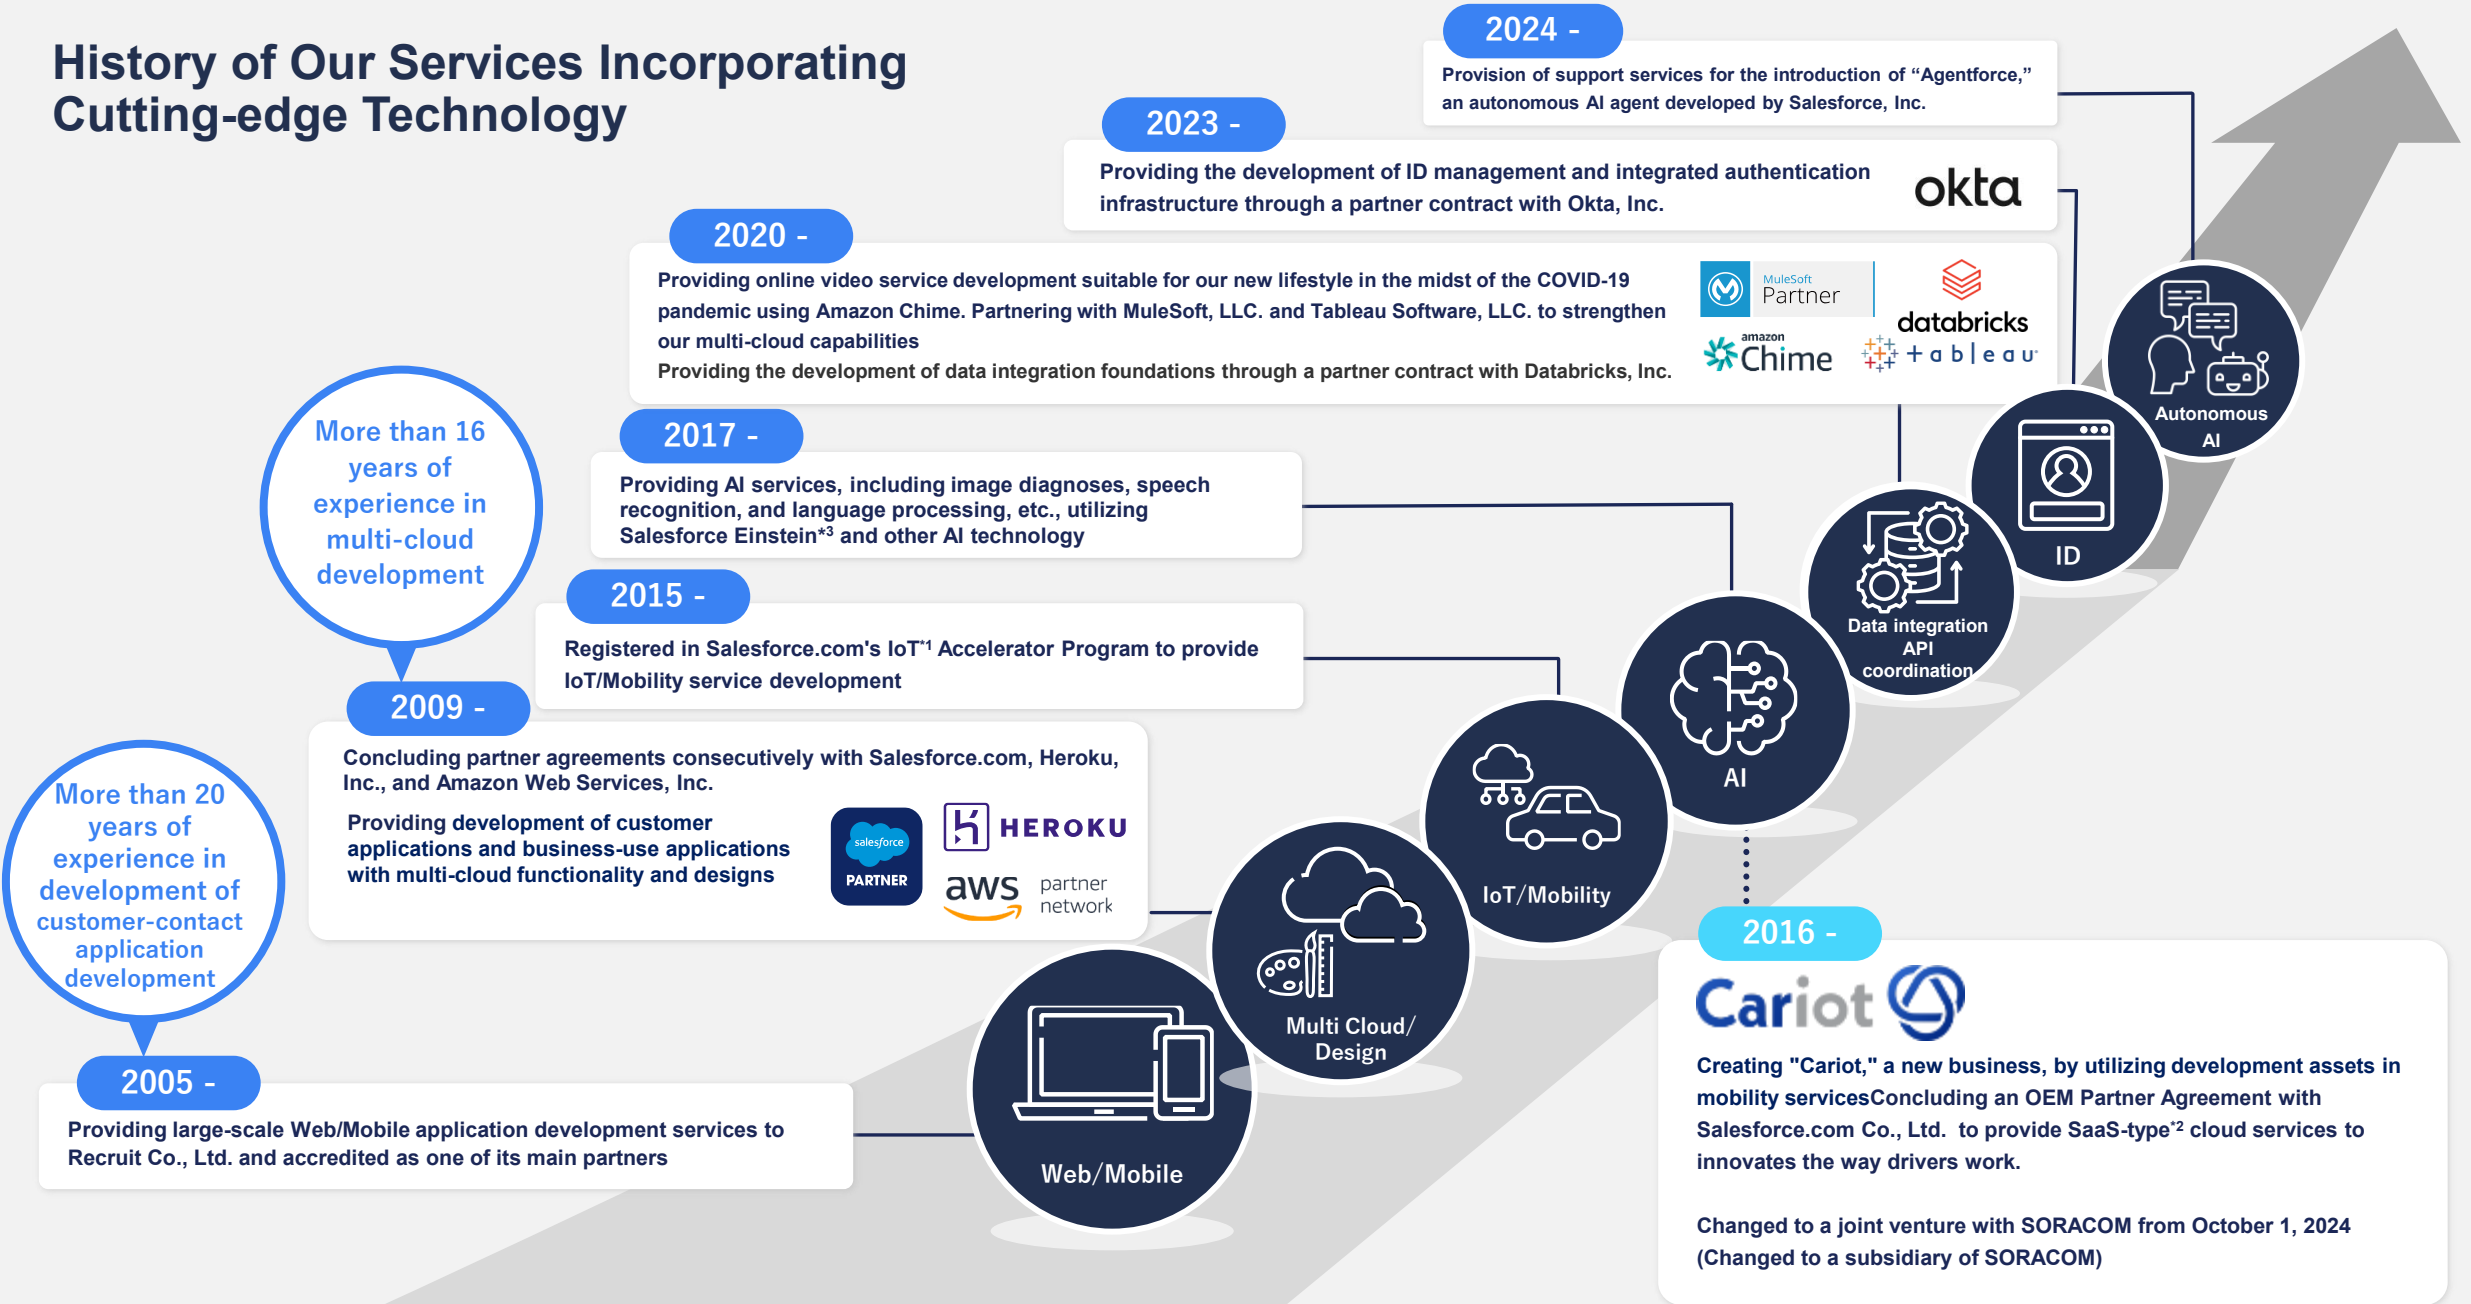 History of Our Services Incorporating
Cutting-edge Technology
2024 -
Provision of support services for the introduction of “Agentforce,”
an autonomous AI agent developed by Salesforce, Inc.
2023 -
Providing the development of ID management and integrated authentication
infrastructure through a partner contract with Okta, Inc.
okta
2020 -
Providing online video service development suitable for our new lifestyle in the midst of the COVID-19
pandemic using Amazon Chime. Partnering with MuleSoft, LLC. and Tableau Software, LLC. to strengthen
our multi-cloud capabilities
Providing the development of data integration foundations through a partner contract with Databricks, Inc.
MuleSoft
Partner
databricks
amazon
Chime
tableau
2017 -
Providing AI services, including image diagnoses, speech
recognition, and language processing, etc., utilizing
Salesforce Einstein*3 and other AI technology
2015 -
Registered in Salesforce.com's IoT*1 Accelerator Program to provide
IoT/Mobility service development
More than 16
years of
experience in
multi-cloud
development
2009 -
Concluding partner agreements consecutively with Salesforce.com, Heroku,
Inc., and Amazon Web Services, Inc.
Providing development of customer
applications and business-use applications
with multi-cloud functionality and designs
salesforce
PARTNER
HEROKU
aws
partner
network
More than 20
years of
experience in
development of
customer-contact
application
development
2005 -
Providing large-scale Web/Mobile application development services to
Recruit Co., Ltd. and accredited as one of its main partners
Web/Mobile
Multi Cloud/
Design
IoT/Mobility
AI
Data integration
API
coordination
ID
Autonomous
AI
2016 -
Cariot
Creating "Cariot," a new business, by utilizing development assets in
mobility servicesConcluding an OEM Partner Agreement with
Salesforce.com Co., Ltd. to provide SaaS-type*2 cloud services to
innovates the way drivers work.
Changed to a joint venture with SORACOM from October 1, 2024
(Changed to a subsidiary of SORACOM)